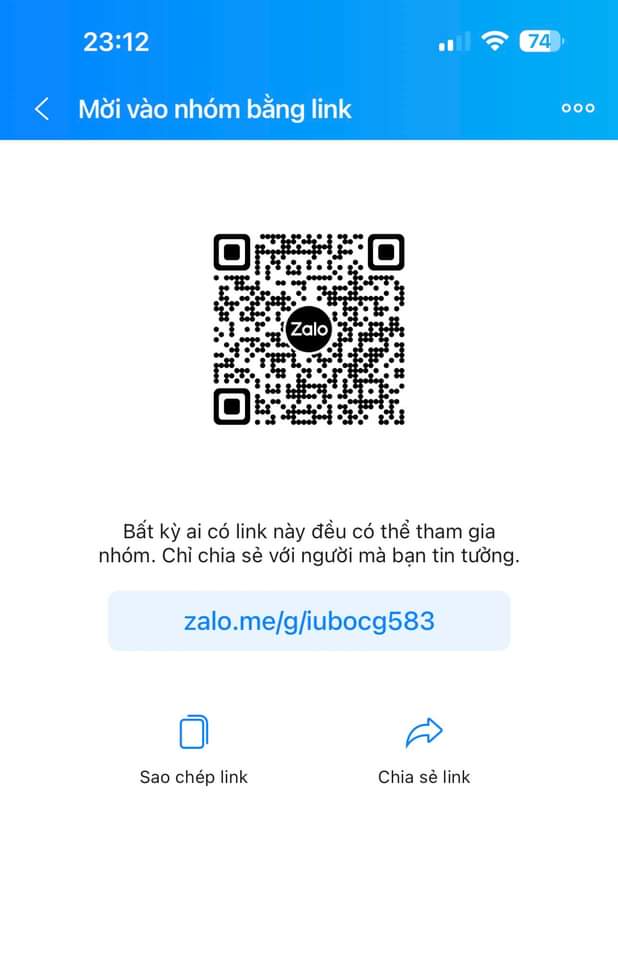 23:12
74
Mời vào nhóm bằng link
Zalo
Bất kỳ ai có link này đều có thể tham gia
nhóm. Chỉ chia sẻ với người mà bạn tin tưởng.
zalo.me/g/iubocg583
Sao chép link
Chia sẻ link